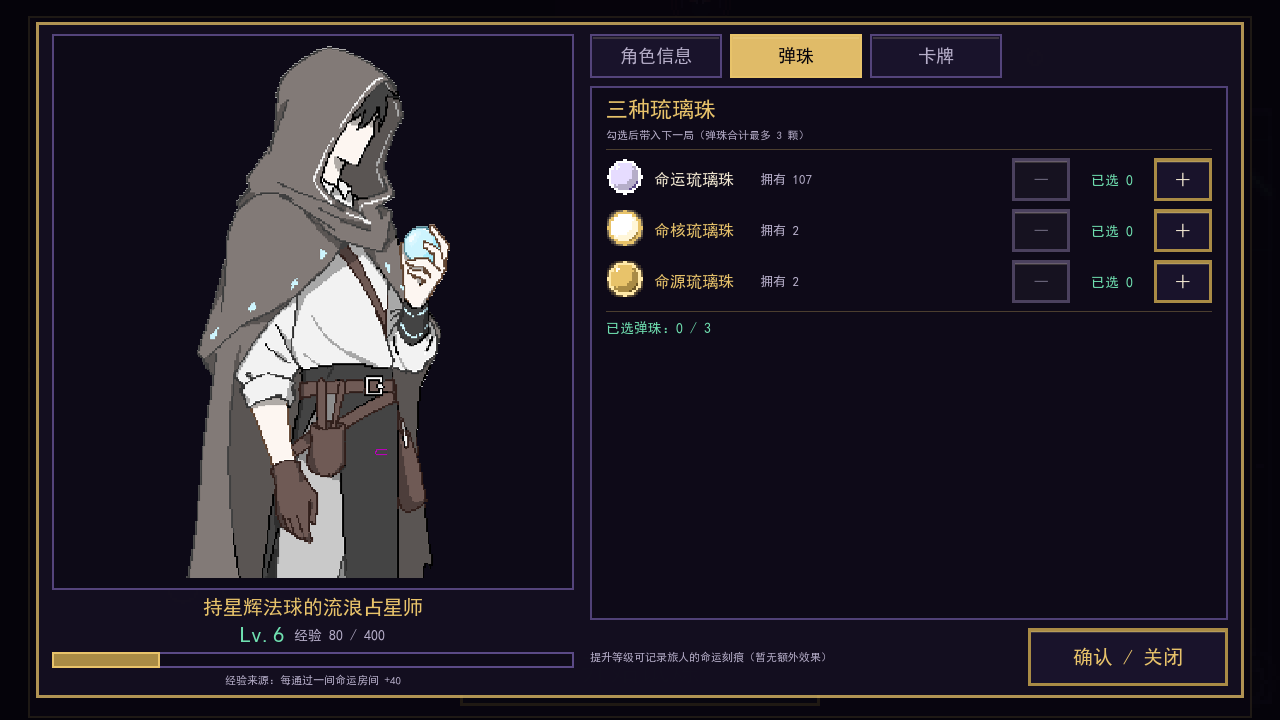 角色信息
弹珠
卡牌
三种琉璃珠
勾选后带入下一局（弹珠合计最多 3 颗）
命运琉璃珠 拥有 107 － 已选 0 ＋
命核琉璃珠 拥有 2 － 已选 0 ＋
命源琉璃珠 拥有 2 － 已选 0 ＋
已选弹珠：0 / 3
持星辉法球的流浪占星师
Lv.6 经验 80 / 400
经验来源：每通过一间命运房间 +40
提升等级可记录旅人的命运刻痕（暂无额外效果）
确认 / 关闭